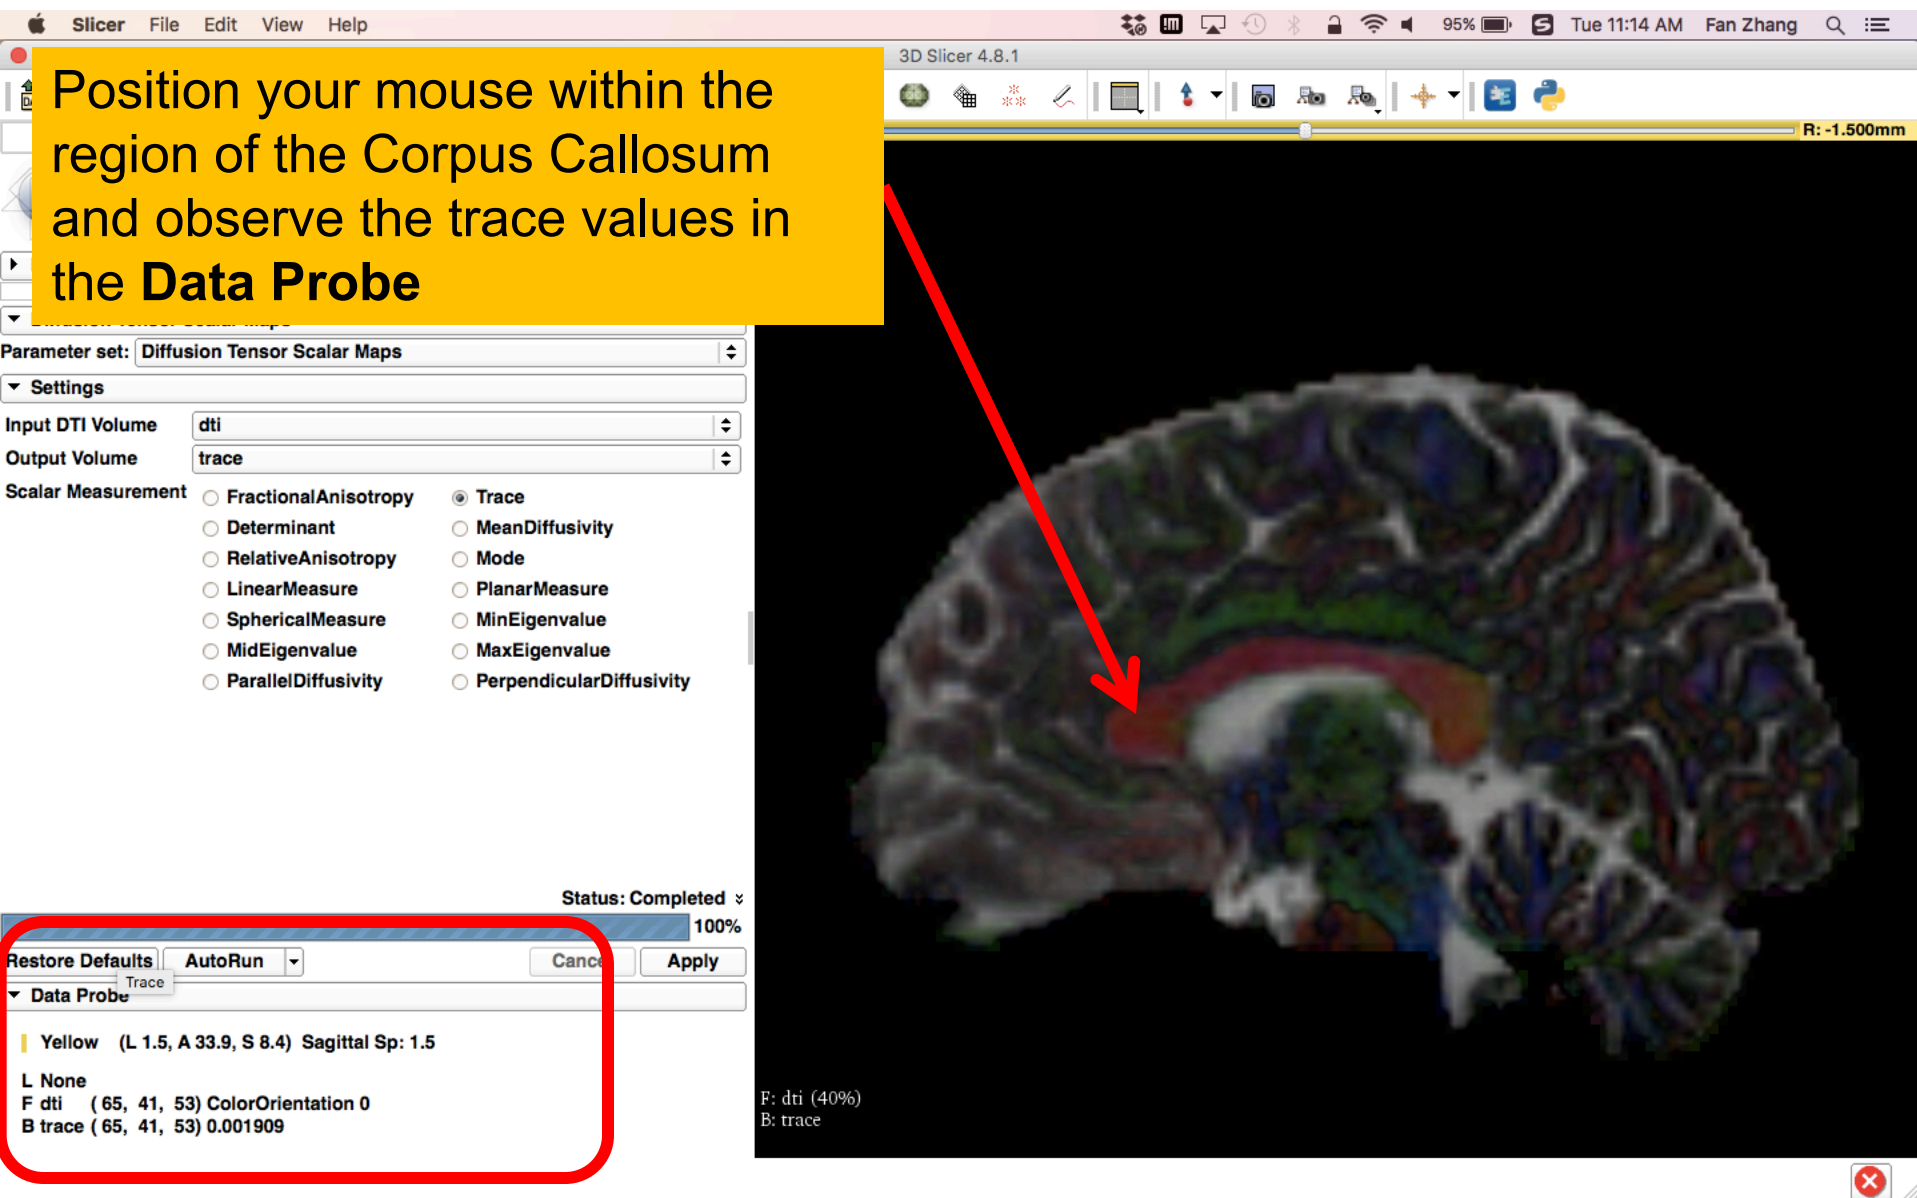 Slicer File Edit View Help 95% Tue 11:14 AM Fan Zhang
3D Slicer 4.8.1
Position your mouse within the
region of the Corpus Callosum
and observe the trace values in
the Data Probe
R: -1.500mm
Parameter set: Diffusion Tensor Scalar Maps
Settings
Input DTI Volume dti
Output Volume trace
Scalar Measurement FractionalAnisotropy Trace
Determinant MeanDiffusivity
RelativeAnisotropy Mode
LinearMeasure PlanarMeasure
SphericalMeasure MinEigenvalue
MidEigenvalue MaxEigenvalue
ParallelDiffusivity PerpendicularDiffusivity
Status: Completed
100%
Restore Defaults AutoRun Cancel Apply
Trace
Data Probe
Yellow (L 1.5, A 33.9, S 8.4) Sagittal Sp: 1.5
L None
F dti ( 65, 41, 53) ColorOrientation 0
B trace ( 65, 41, 53) 0.001909
F: dti (40%)
B: trace